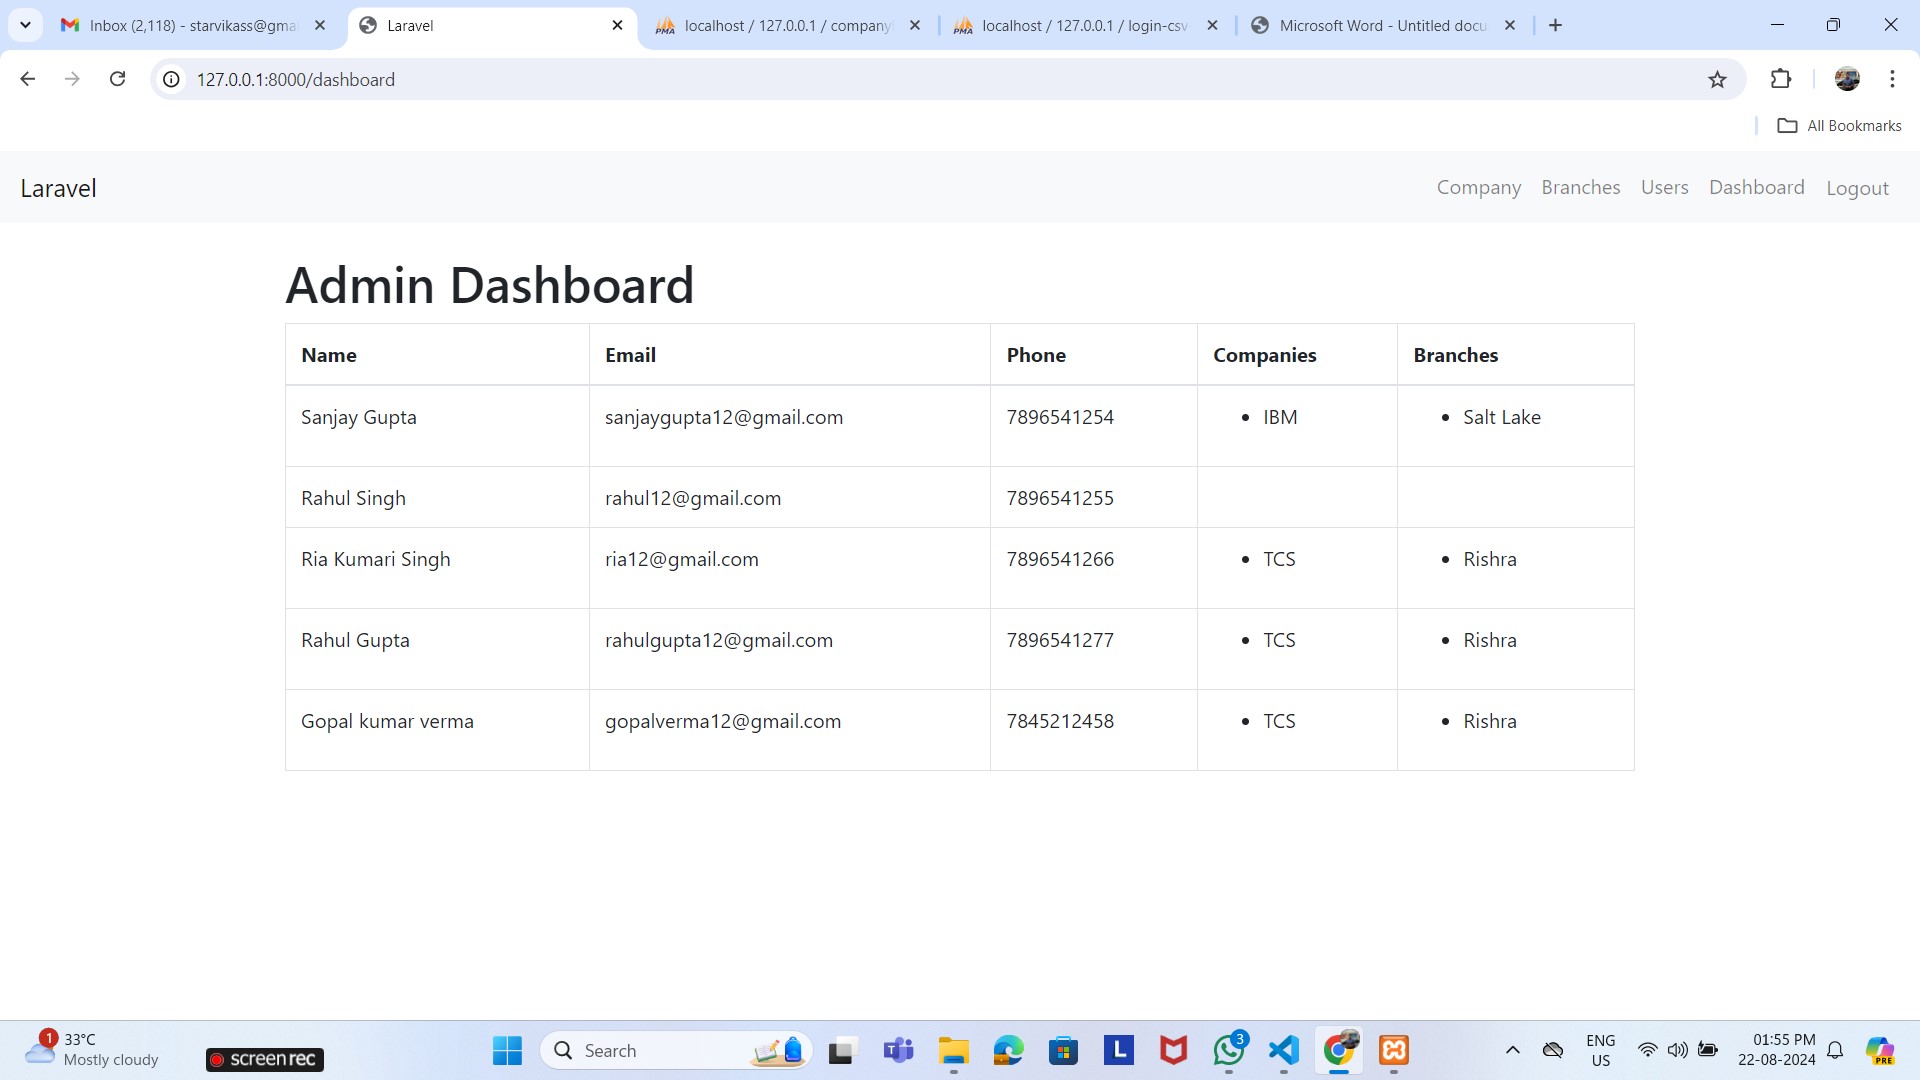 Inbox (2,118) - starvikass@gma
Laravel
localhost / 127.0.0.1 / company
localhost / 127.0.0.1 / login-csv-
Microsoft Word - Untitled docu
127.0.0.1:8000/dashboard
All Bookmarks
Laravel
Company Branches Users Dashboard Logout
Admin Dashboard
Name Email Phone Companies Branches
Sanjay Gupta sanjaygupta12@gmail.com 7896541254 • IBM • Salt Lake
Rahul Singh rahul12@gmail.com 7896541255
Ria Kumari Singh ria12@gmail.com 7896541266 • TCS • Rishra
Rahul Gupta rahulgupta12@gmail.com 7896541277 • TCS • Rishra
Gopal kumar verma gopalverma12@gmail.com 7845212458 • TCS • Rishra
1
33°C
Mostly cloudy
screenrec
Search
3
ENG
US
01:55 PM
22-08-2024
PRE